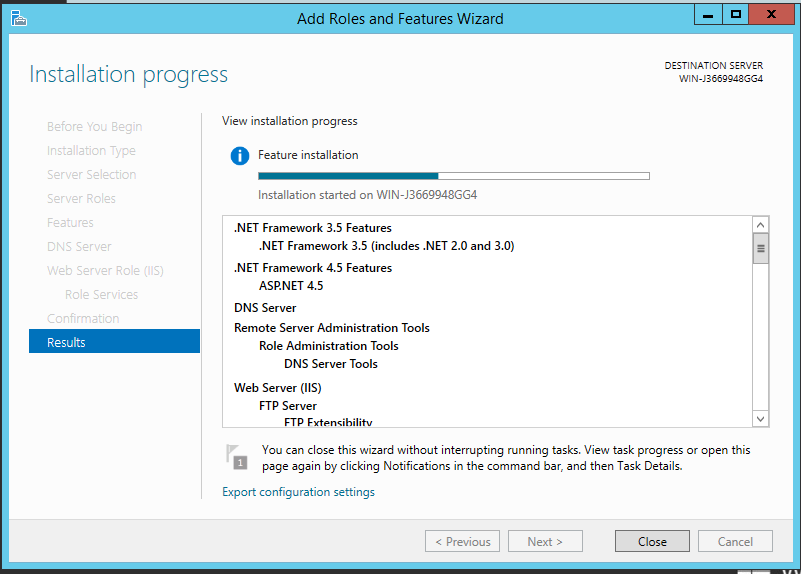 Add Roles and Features Wizard
Installation progress
DESTINATION SERVER
WIN-J3669948GG4
Before You Begin
Installation Type
Server Selection
Server Roles
Features
DNS Server
Web Server Role (IIS)
Role Services
Confirmation
Results
View installation progress
Feature installation
Installation started on WIN-J3669948GG4
.NET Framework 3.5 Features
.NET Framework 3.5 (includes .NET 2.0 and 3.0)
.NET Framework 4.5 Features
ASP.NET 4.5
DNS Server
Remote Server Administration Tools
Role Administration Tools
DNS Server Tools
Web Server (IIS)
FTP Server
FTP Extensibility
1
You can close this wizard without interrupting running tasks. View task progress or open this
page again by clicking Notifications in the command bar, and then Task Details.
Export configuration settings
< Previous
Next >
Close
Cancel